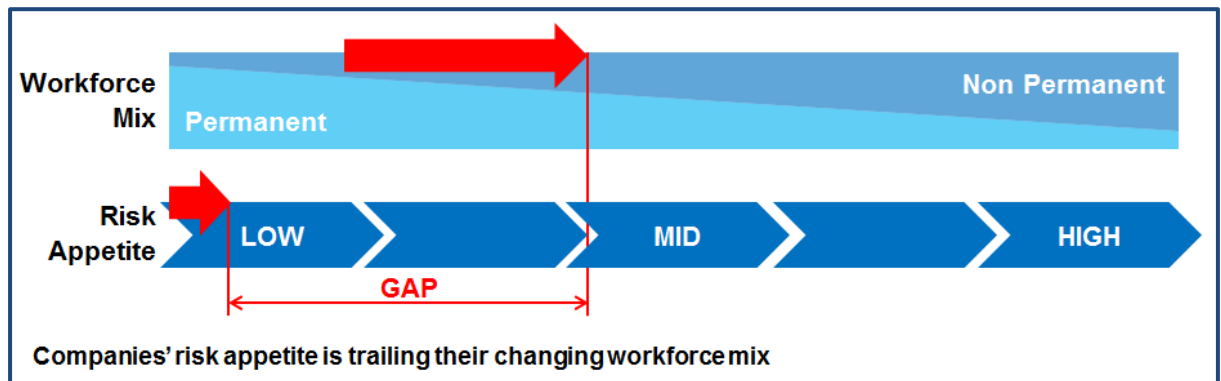 Workforce
Mix
Permanent
Non Permanent
Risk
Appetite
LOW
MID
HIGH
GAP
Companies' risk appetite is trailing their changing workforce mix